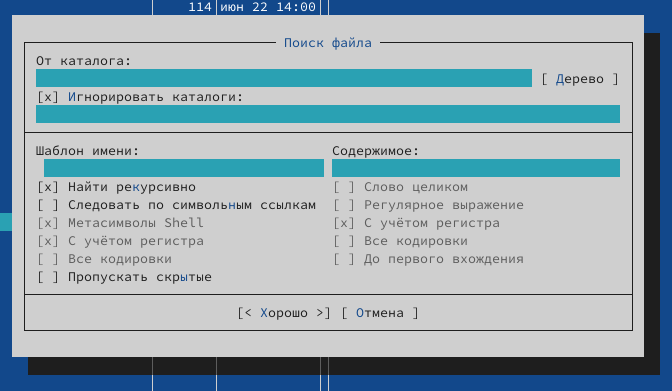 114 июн 22 14:00
Поиск файла
От каталога:
[ Дерево ]
[x] Игнорировать каталоги:
Шаблон имени: Содержимое:
[x] Найти рекурсивно [ ] Слово целиком
[ ] Следовать по символьным ссылкам [ ] Регулярное выражение
[x] Метасимволы Shell [x] С учётом регистра
[x] С учётом регистра [ ] Все кодировки
[ ] Все кодировки [ ] До первого вхождения
[ ] Пропускать скрытые
[< Хорошо >] [ Отмена ]